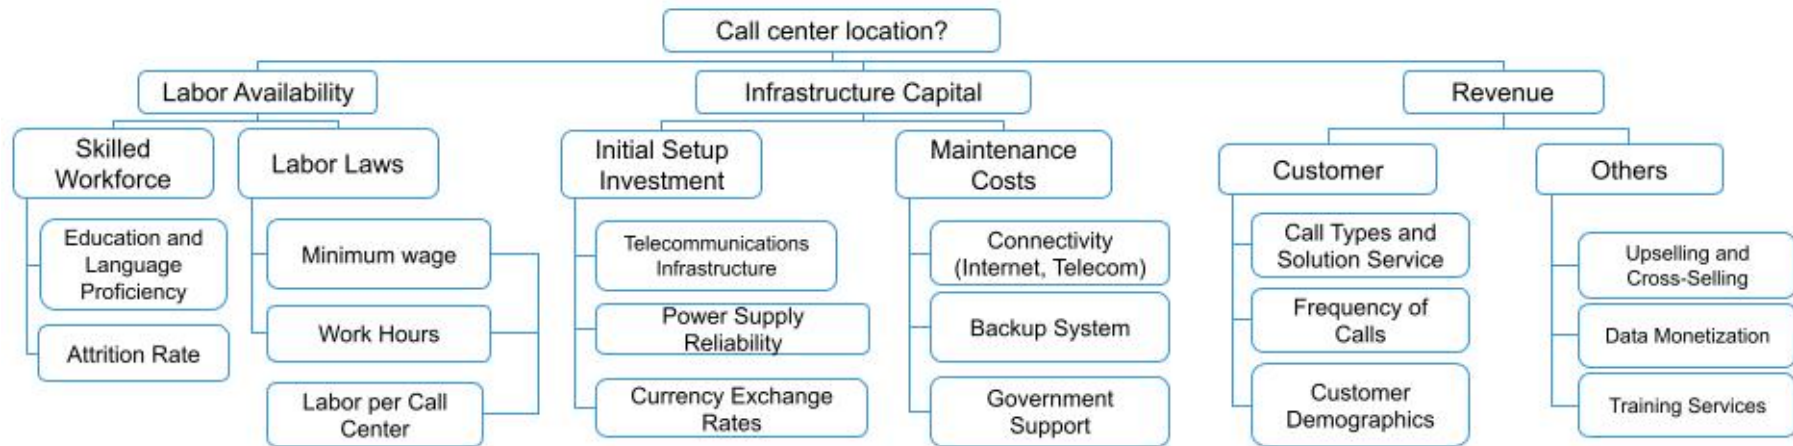 Call center location?
Labor Availability
Infrastructure Capital
Revenue
Skilled
Workforce
Labor Laws
Initial Setup
Investment
Maintenance
Costs
Customer
Others
Education and
Language
Proficiency
Attrition Rate
Minimum wage
Work Hours
Labor per Call
Center
Telecommunications
Infrastructure
Power Supply
Reliability
Currency Exchange
Rates
Connectivity
(Internet, Telecom)
Backup System
Government
Support
Call Types and
Solution Service
Frequency of
Calls
Customer
Demographics
Upselling and
Cross-Selling
Data Monetization
Training Services